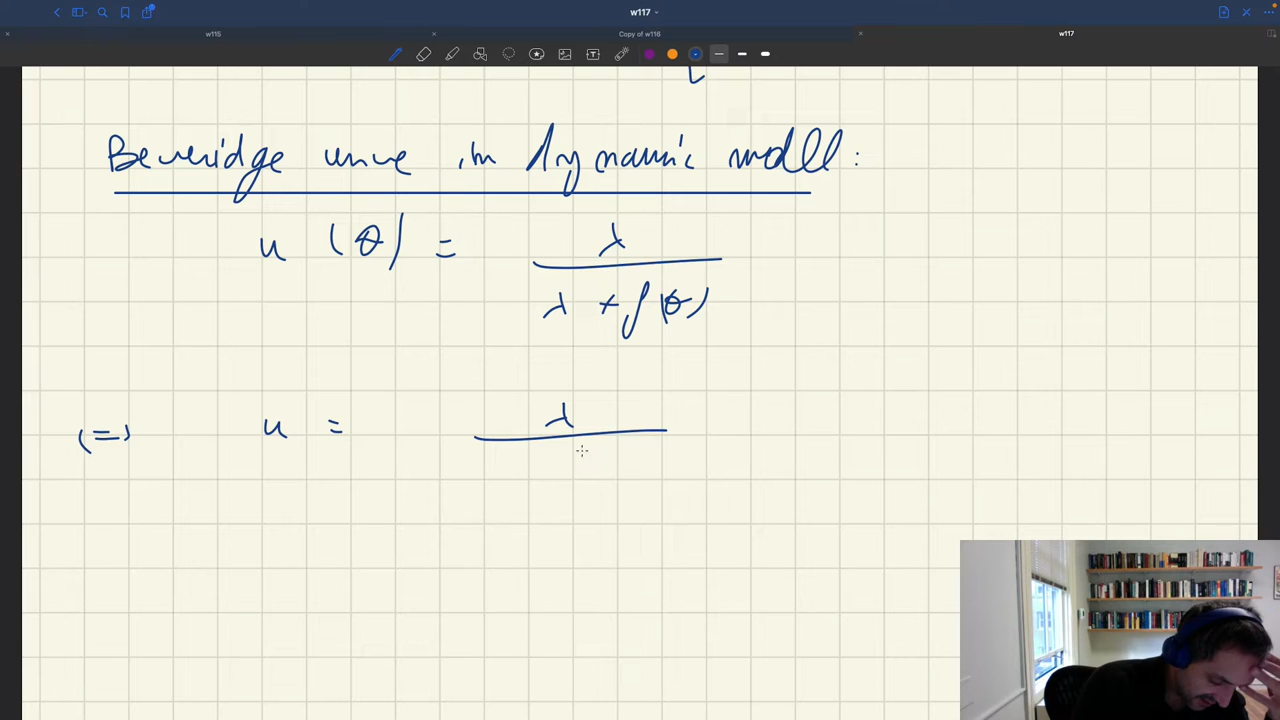 w117
w115
Copy of w116
w117
Beveridge curve in dynamic model :
u (θ) = λ / (λ + f(θ))
(=) u = λ